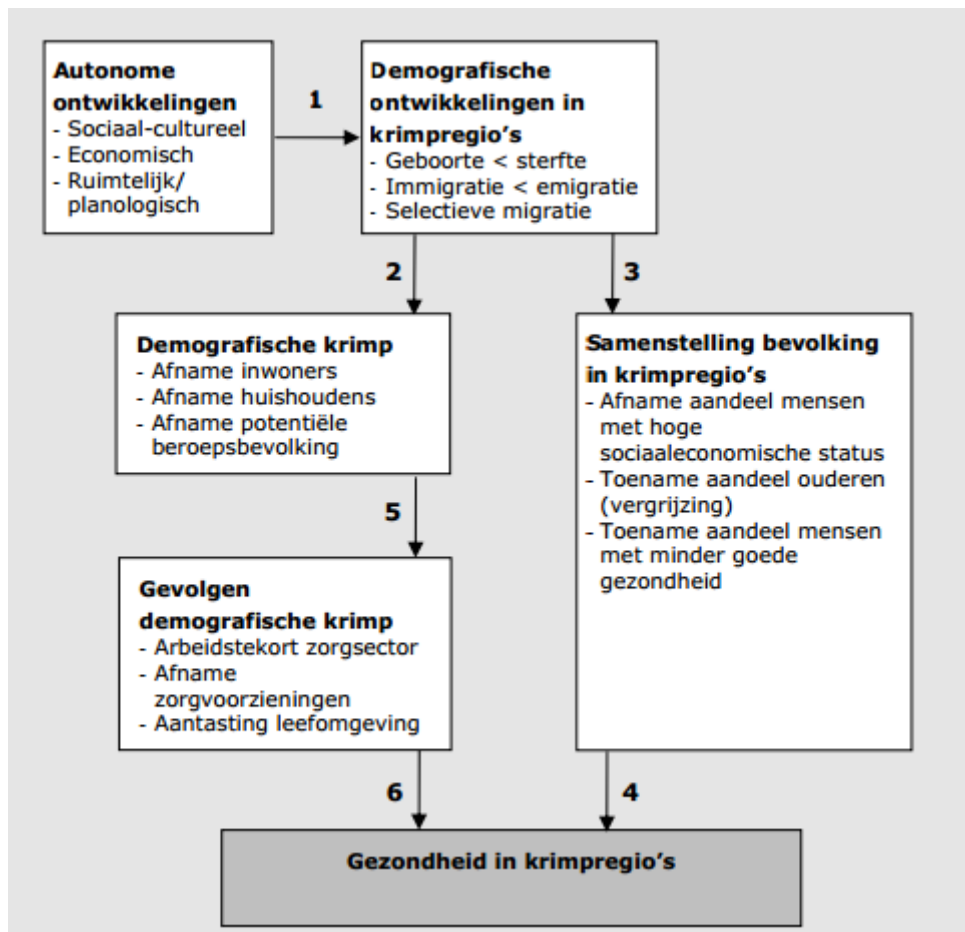 Autonome
ontwikkelingen
- Sociaal-cultureel
- Economisch
- Ruimtelijk/
planologisch
1
Demografische
ontwikkelingen in
krimpregio's
- Geboorte < sterfte
- Immigratie < emigratie
- Selectieve migratie
2
3
Demografische krimp
- Afname inwoners
- Afname huishoudens
- Afname potentiële
beroepsbevolking
Samenstelling bevolking
in krimpregio's
- Afname aandeel mensen
met hoge
sociaaleconomische status
- Toename aandeel ouderen
(vergrijzing)
- Toename aandeel mensen
met minder goede
gezondheid
5
Gevolgen
demografische krimp
- Arbeidstekort zorgsector
- Afname
zorgvoorzieningen
- Aantasting leefomgeving
6
4
Gezondheid in krimpregio's